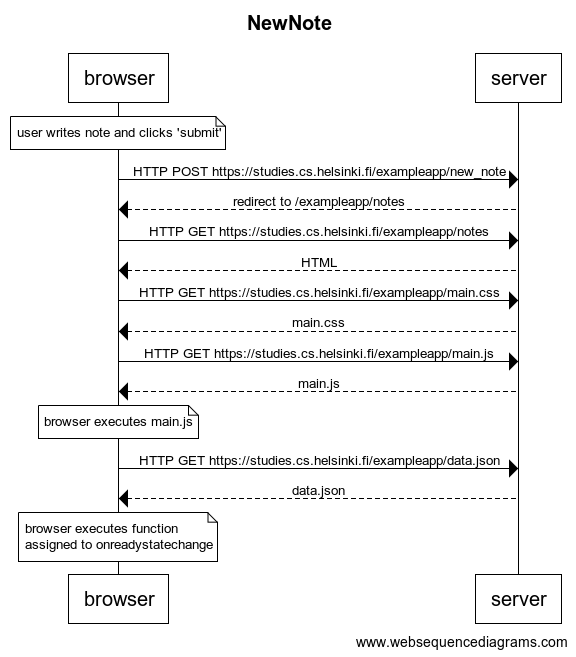 NewNote
browser
server
user writes note and clicks 'submit'
HTTP POST https://studies.cs.helsinki.fi/exampleapp/new_note
redirect to /exampleapp/notes
HTTP GET https://studies.cs.helsinki.fi/exampleapp/notes
HTML
HTTP GET https://studies.cs.helsinki.fi/exampleapp/main.css
main.css
HTTP GET https://studies.cs.helsinki.fi/exampleapp/main.js
main.js
browser executes main.js
HTTP GET https://studies.cs.helsinki.fi/exampleapp/data.json
data.json
browser executes function
assigned to onreadystatechange
browser
server
www.websequencediagrams.com